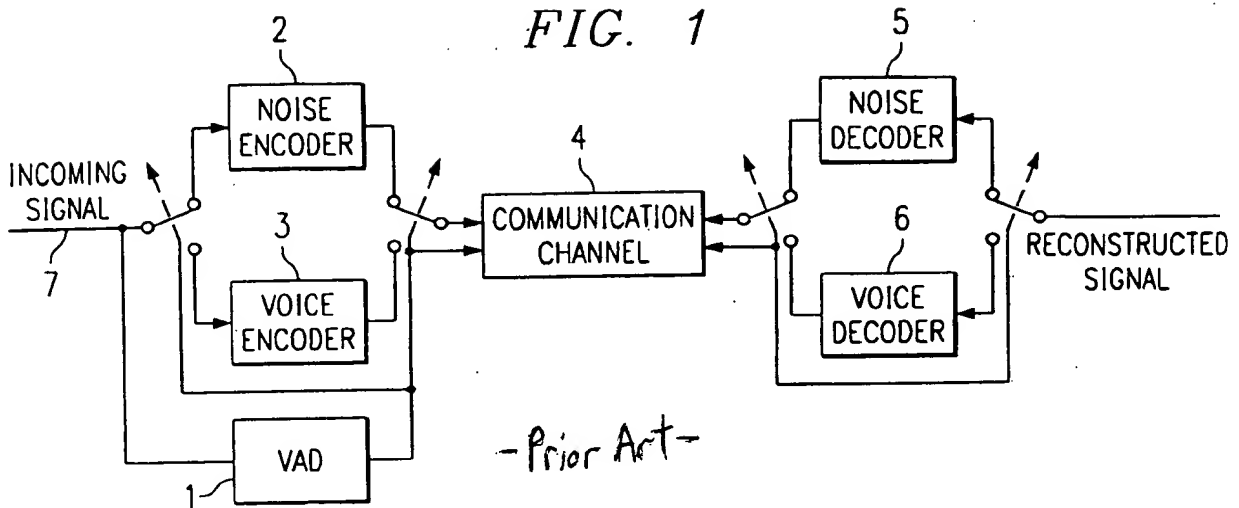 FIG. 1
2
NOISE
ENCODER
5
NOISE
DECODER
INCOMING
SIGNAL
7
4
COMMUNICATION
CHANNEL
3
VOICE
ENCODER
6
VOICE
DECODER
RECONSTRUCTED
SIGNAL
VAD
1
-Prior Art-